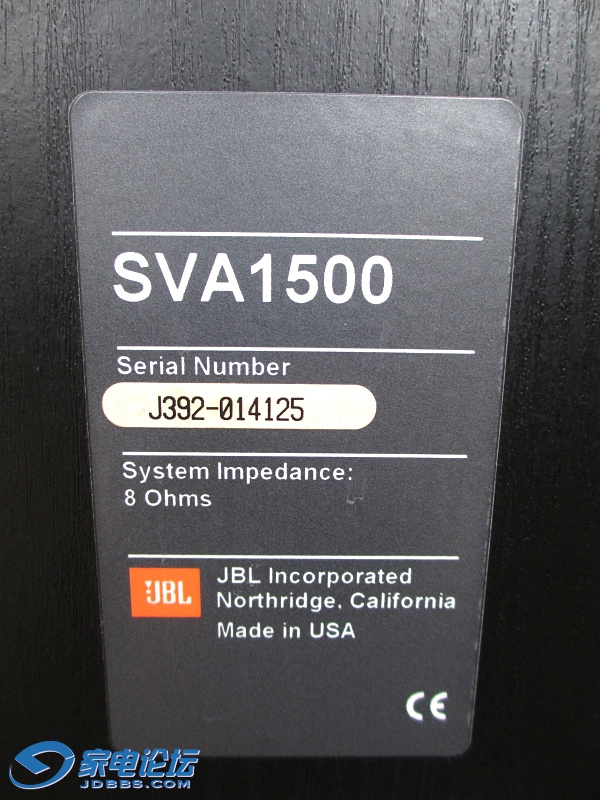 SVA1500
Serial Number
J392-014125
System Impedance:
8 Ohms
JBL
JBL Incorporated
Northridge, California
Made in USA
CE
家电论坛
JDBBS.COM